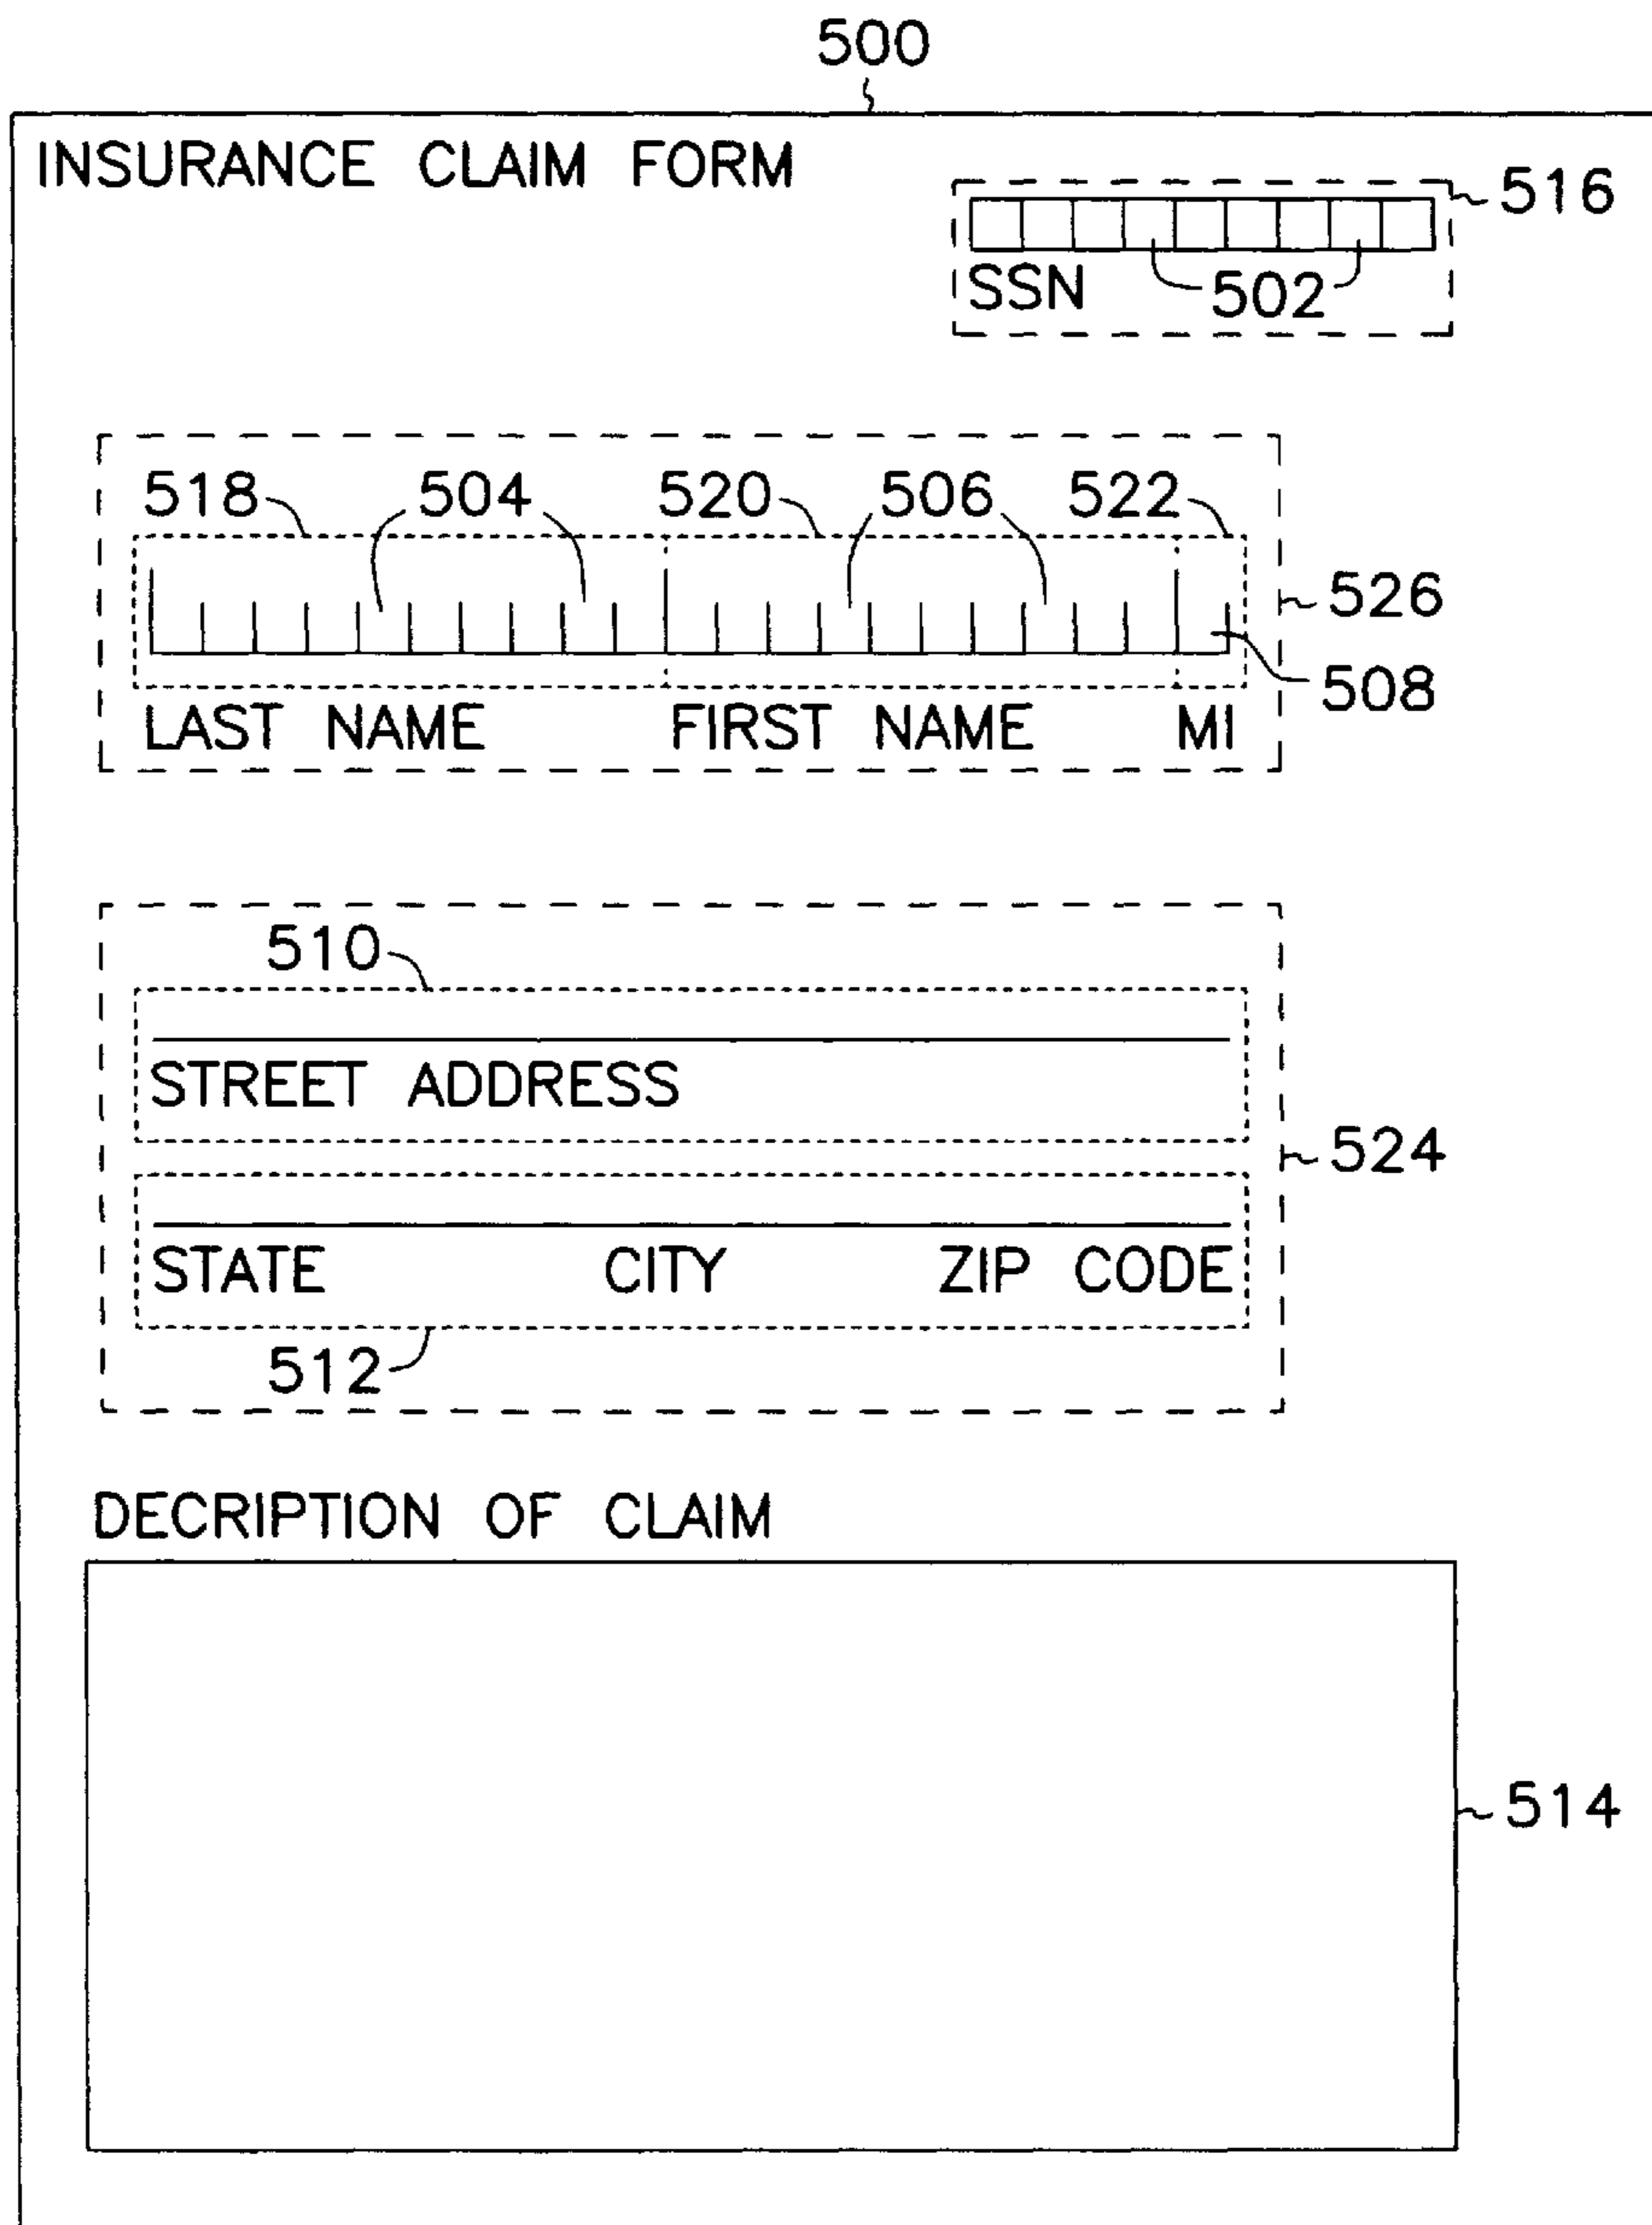 500
INSURANCE CLAIM FORM
516
SSN 502
518 504 520 506 522
526
508
LAST NAME FIRST NAME MI
510
STREET ADDRESS
524
STATE CITY ZIP CODE
512
DECRIPTION OF CLAIM
514